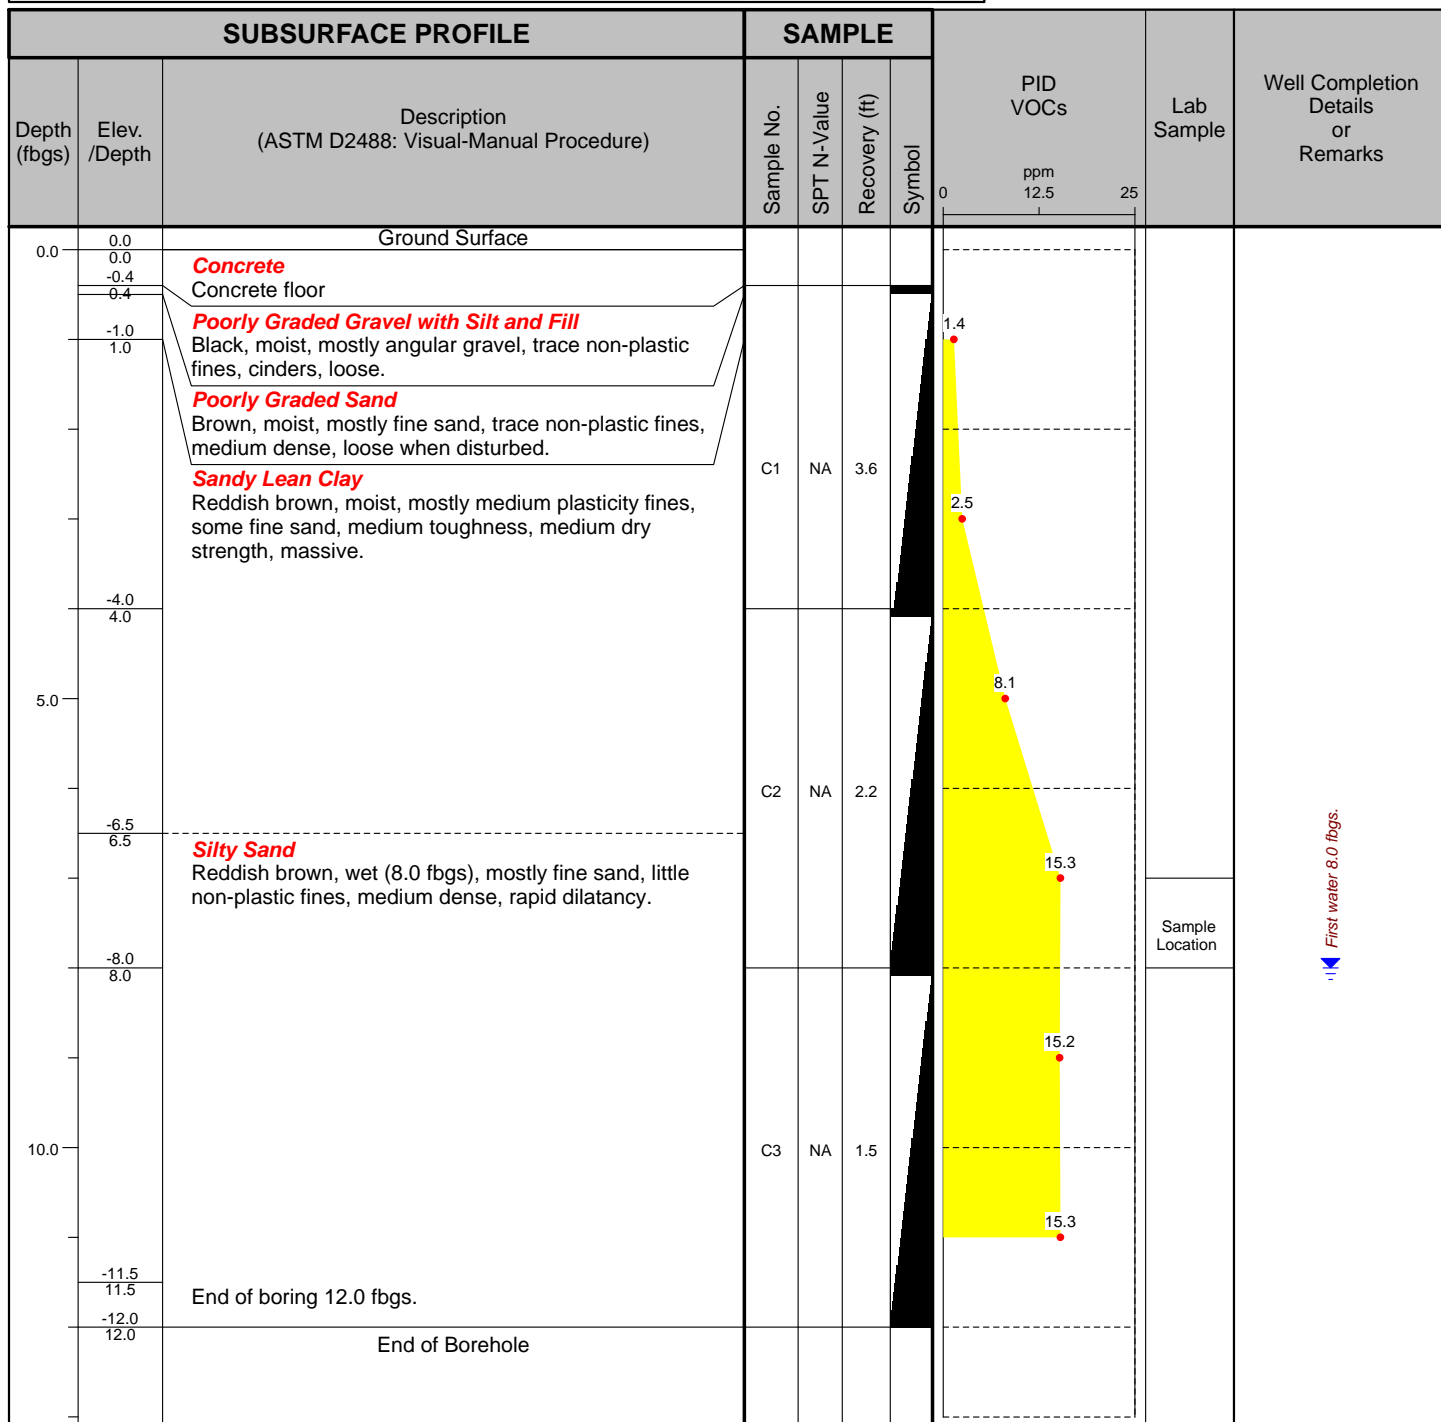 SUBSURFACE PROFILE
SAMPLE
Depth
(fbgs)
Elev.
/Depth
Description
(ASTM D2488: Visual-Manual Procedure)
Sample No.
SPT N-Value
Recovery (ft)
Symbol
PID
VOCs
ppm
0 12.5 25
Lab
Sample
Well Completion
Details
or
Remarks
0.0
0.0
0.0
Ground Surface
-0.4
0.4
Concrete
Concrete floor
Poorly Graded Gravel with Silt and Fill
Black, moist, mostly angular gravel, trace non-plastic
fines, cinders, loose.
-1.0
1.0
1.4
Poorly Graded Sand
Brown, moist, mostly fine sand, trace non-plastic fines,
medium dense, loose when disturbed.
Sandy Lean Clay
Reddish brown, moist, mostly medium plasticity fines,
some fine sand, medium toughness, medium dry
strength, massive.
C1 NA 3.6
2.5
-4.0
4.0
5.0
8.1
C2 NA 2.2
-6.5
6.5
Silty Sand
Reddish brown, wet (8.0 fbgs), mostly fine sand, little
non-plastic fines, medium dense, rapid dilatancy.
15.3
Sample
Location
First water 8.0 fbgs.
-8.0
8.0
15.2
10.0
C3 NA 1.5
15.3
-11.5
11.5
End of boring 12.0 fbgs.
-12.0
12.0
End of Borehole